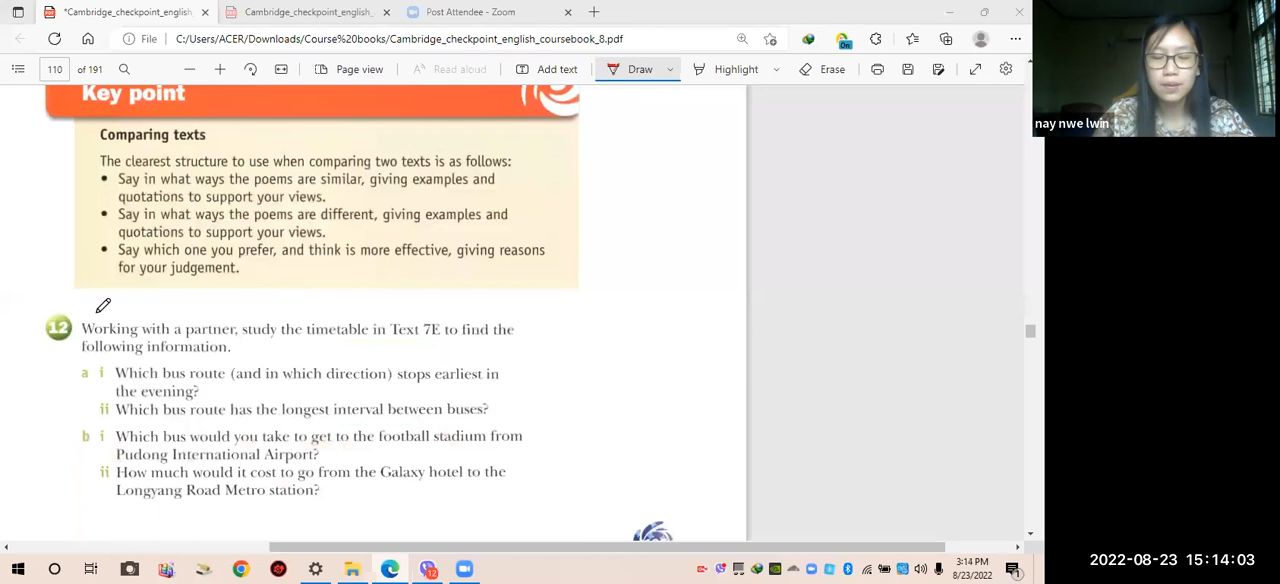 *Cambridge_checkpoint_english_
Cambridge_checkpoint_english_
Post Attendee - Zoom
File
C:/Users/ACER/Downloads/Course%20books/Cambridge_checkpoint_english_coursebook_8.pdf
On
110 of 191
Page view
Read aloud
Add text
Draw
Highlight
Erase
nay nwe lwin
Key point
Comparing texts
The clearest structure to use when comparing two texts is as follows:
• Say in what ways the poems are similar, giving examples and
quotations to support your views.
• Say in what ways the poems are different, giving examples and
quotations to support your views.
• Say which one you prefer, and think is more effective, giving reasons
for your judgement.
12 Working with a partner, study the timetable in Text 7E to find the
following information.
a i Which bus route (and in which direction) stops earliest in
the evening?
ii Which bus route has the longest interval between buses?
b i Which bus would you take to get to the football stadium from
Pudong International Airport?
ii How much would it cost to go from the Galaxy hotel to the
Longyang Road Metro station?
12
3:14 PM
8/23/2022
1
2022-08-23 15:14:03